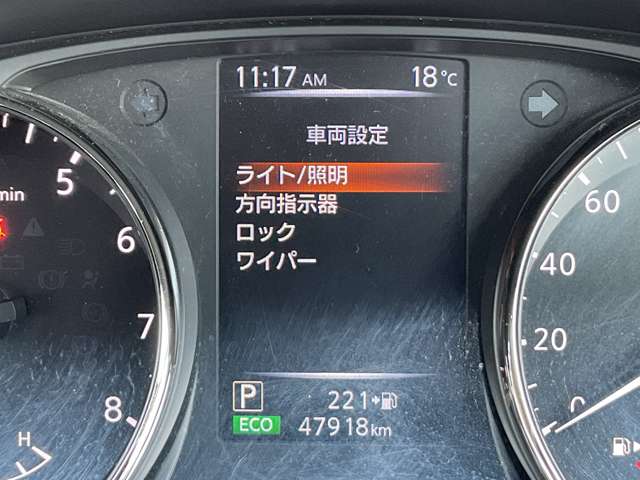 11:17 AM 18℃
車両設定
ライト/照明
方向指示器
ロック
ワイパー
P 221
ECO 47918km
min
5
6
7
8
H
60
40
20
0